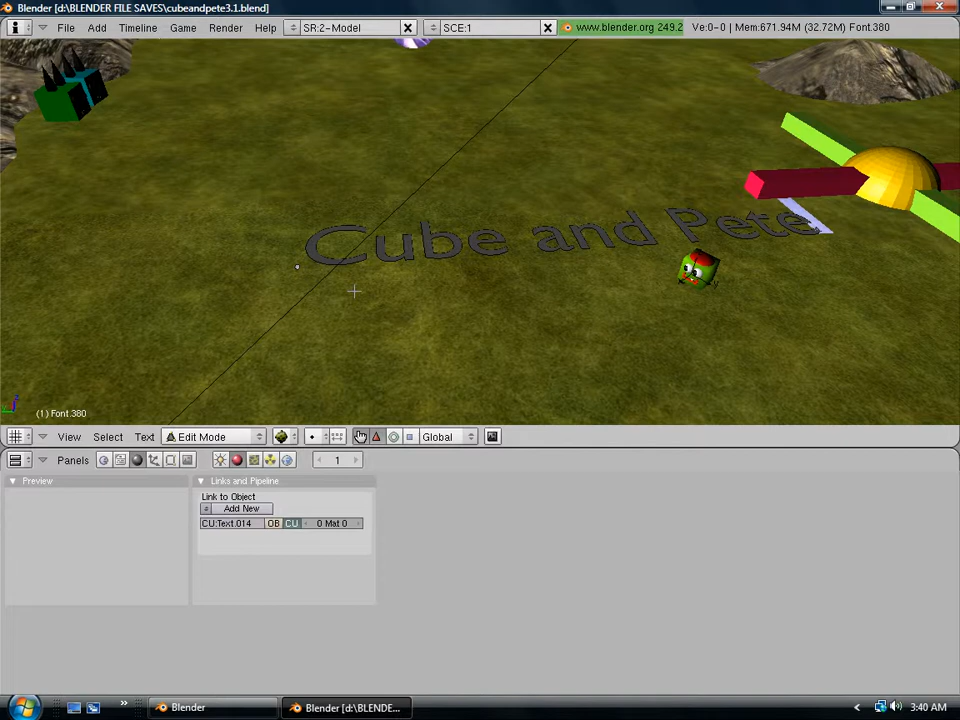 Blender [d:\BLENDER FILE SAVES\cubeandpete3.1.blend]
File Add Timeline Game Render Help SR:2-Model SCE:1 www.blender.org 249.2 Ve:0-0 | Mem:671.94M (32.72M) Font.380
Cube and Pete
(1) Font.380
View Select Text Edit Mode Global
Panels 1
Preview Links and Pipeline
Link to Object
Add New
CU:Text.014 OB CU 0 Mat 0
Blender Blender [d:\BLENDE... 3:40 AM